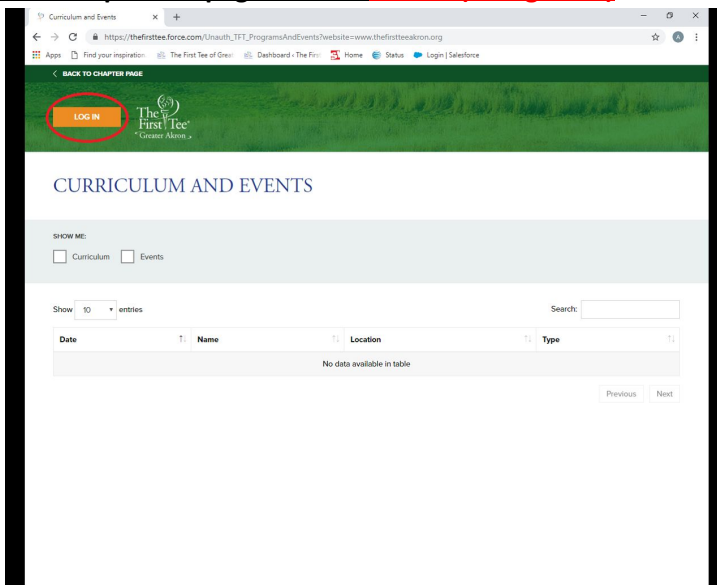 Curriculum and Events
https://thefirsttee.force.com/Unauth_TFT_ProgramsAndEvents?website=www.thefirstteeakron.org
Apps Find your inspiration The First Tee of Great Dashboard ‹ The First Home Status Login | Salesforce
BACK TO CHAPTER PAGE
LOG IN
The
First Tee
Greater Akron
CURRICULUM AND EVENTS
SHOW ME:
Curriculum Events
Show 10 entries Search:
Date Name Location Type
No data available in table
Previous Next